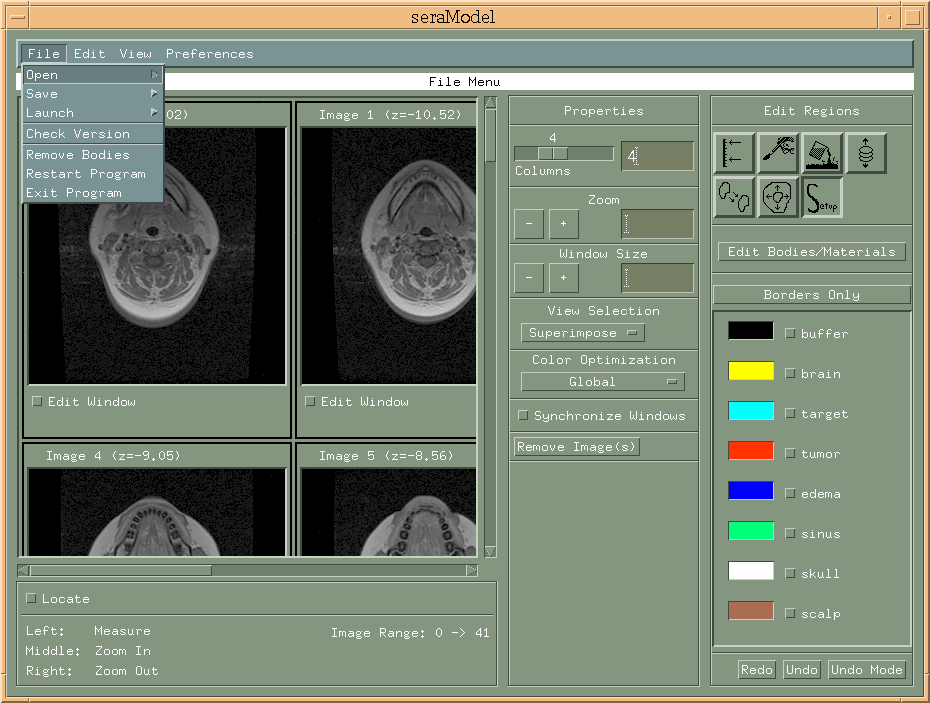 seraModel
File Edit View Preferences
File Menu
Open
Save
Launch
Check Version
Remove Bodies
Restart Program
Exit Program
02)
Image 1 (z=-10.52)
Edit Window
Edit Window
Image 4 (z=-9.05)
Image 5 (z=-8.56)
Locate
Left: Measure
Middle: Zoom In
Right: Zoom Out
Image Range: 0 -> 41
Properties
4
4
Columns
Zoom
- +
Window Size
- +
View Selection
Superimpose
Color Optimization
Global
Synchronize Windows
Remove Image(s)
Edit Regions
Setup
Edit Bodies/Materials
Borders Only
buffer
brain
target
tumor
edema
sinus
skull
scalp
Redo Undo Undo Mode